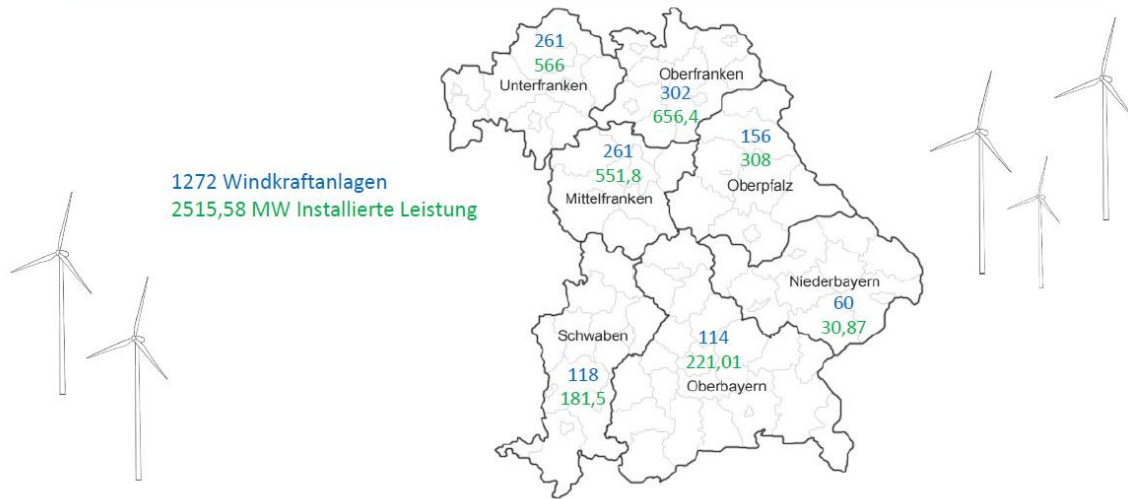 261
566
Unterfranken
Oberfranken
302
656,4
156
308
Oberpfalz
261
551,8
Mittelfranken
1272 Windkraftanlagen
2515,58 MW Installierte Leistung
Niederbayern
60
30,87
Schwaben
118
181,5
114
221,01
Oberbayern